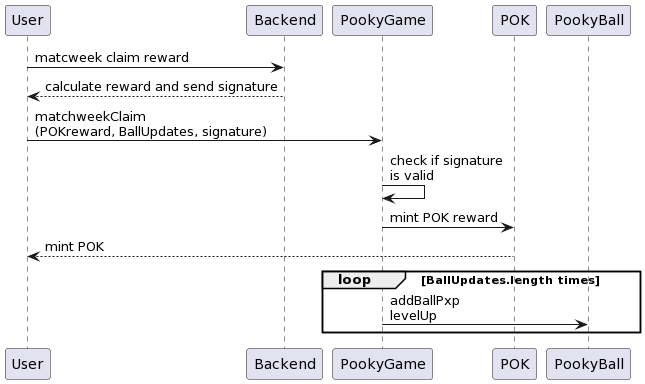 User
Backend
PookyGame
POK
PookyBall
matcweek claim reward
calculate reward and send signature
matchweekClaim
(POKreward, BallUpdates, signature)
check if signature
is valid
mint POK reward
mint POK
loop
[BallUpdates.length times]
addBallPxp
levelUp
User
Backend
PookyGame
POK
PookyBall